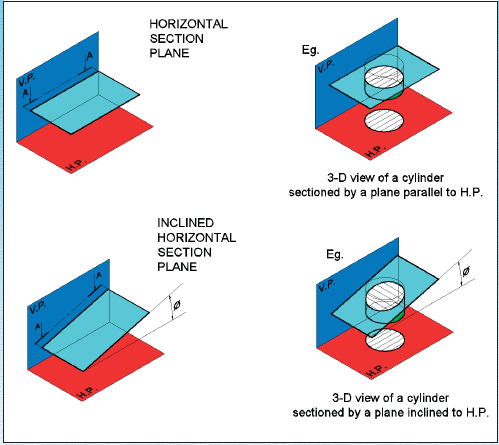 HORIZONTAL
SECTION
PLANE
V.P.
A
A
H.P.
Eg.
V.P.
H.P.
3-D view of a cylinder
sectioned by a plane parallel to H.P.
INCLINED
HORIZONTAL
SECTION
PLANE
V.P.
A
A
Ø
H.P.
Eg.
V.P.
Ø
H.P.
3-D view of a cylinder
sectioned by a plane inclined to H.P.